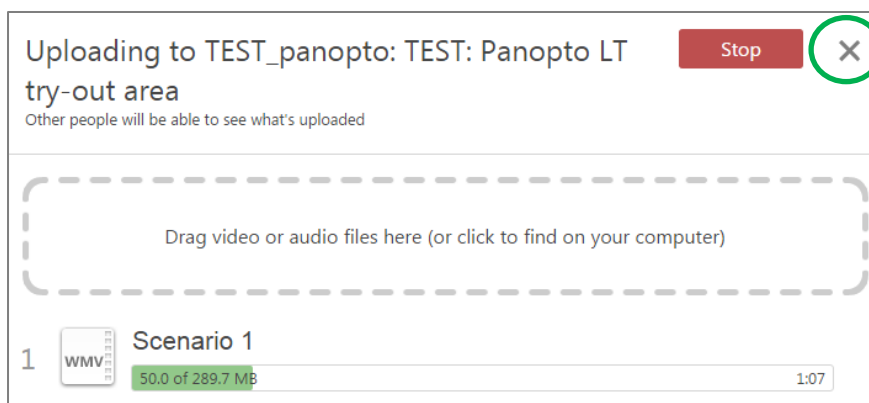 Uploading to TEST_panopto: TEST: Panopto LT
try-out area
Stop
Other people will be able to see what's uploaded
Drag video or audio files here (or click to find on your computer)
1
WMV
Scenario 1
50.0 of 289.7 MB
1:07